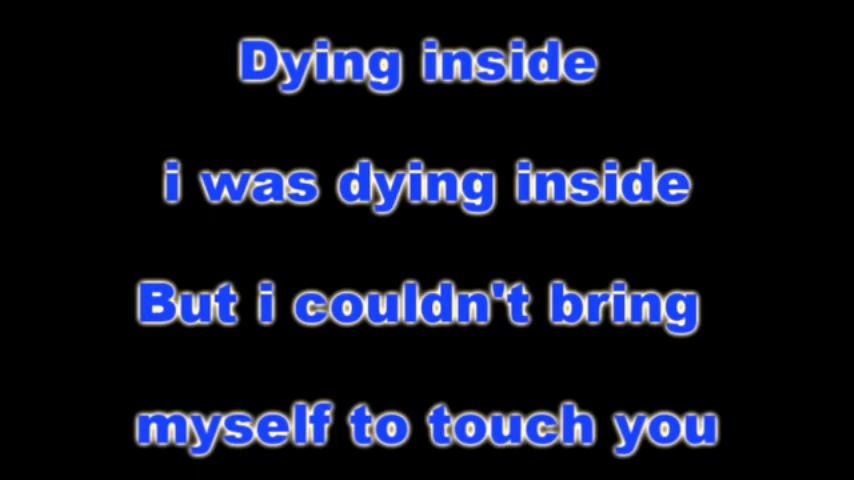 Dying inside
i was dying inside
But i couldn't bring
myself to touch you